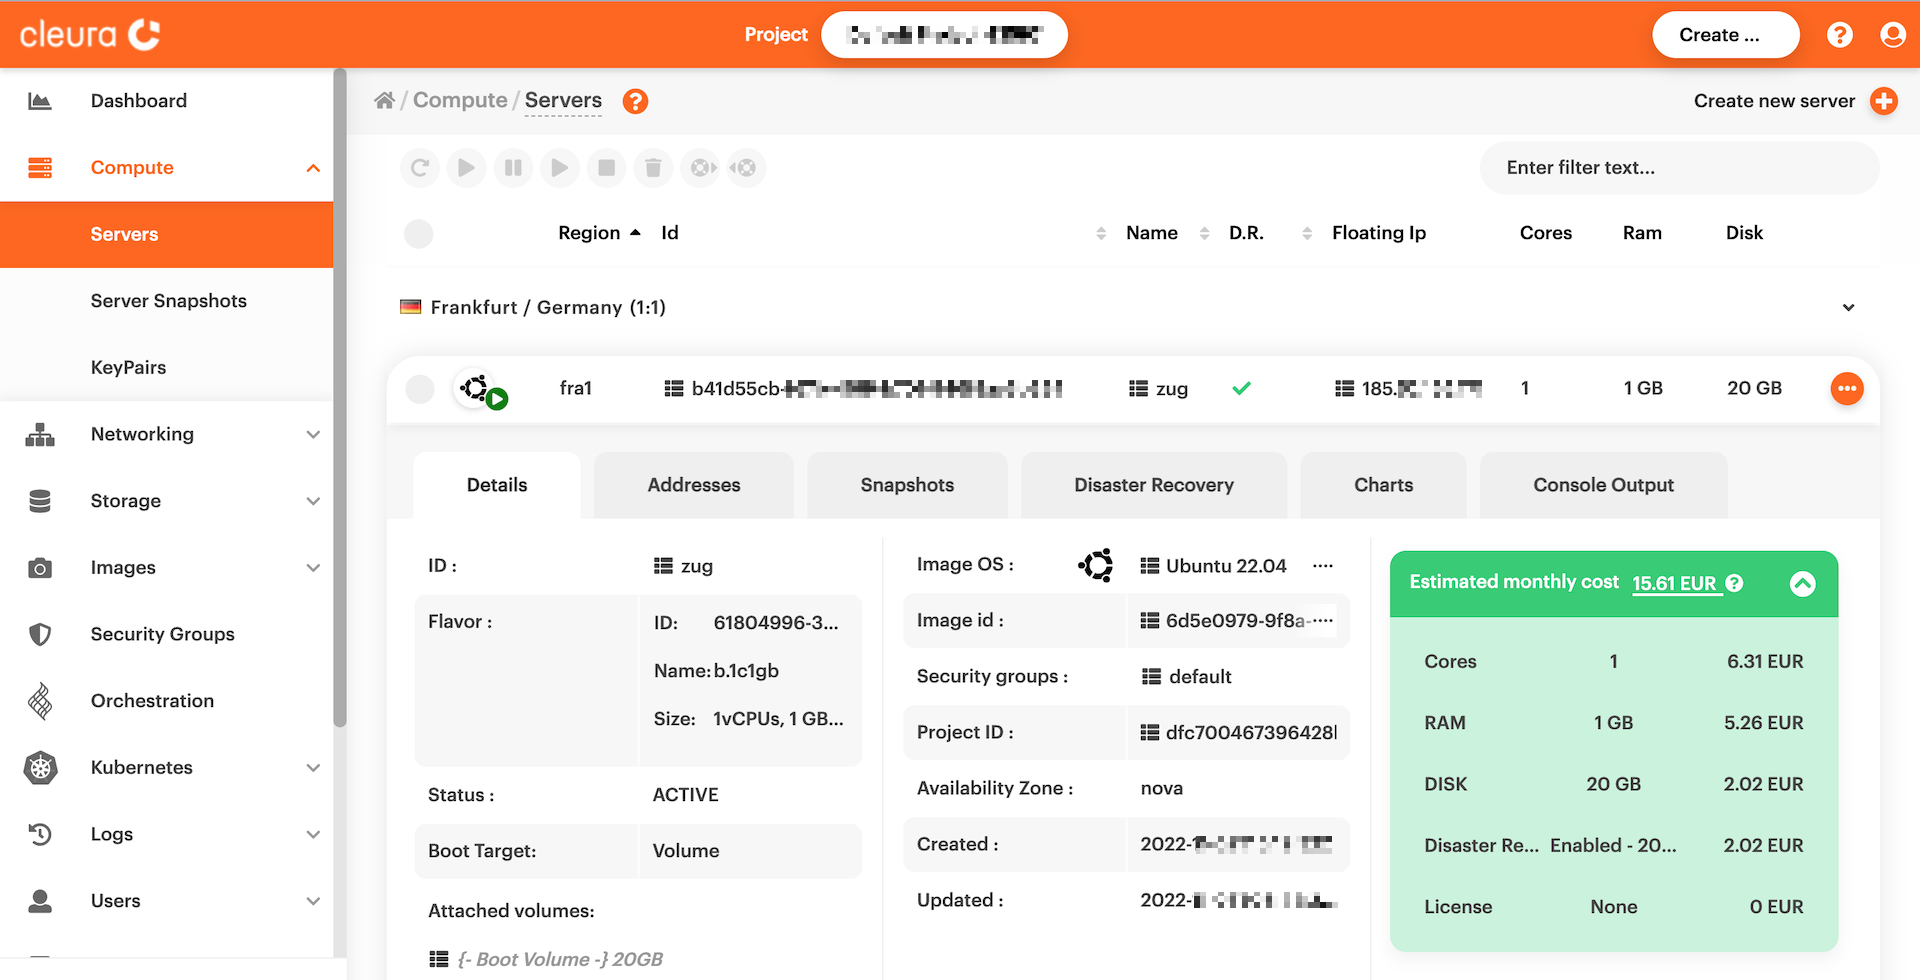 cleura
Project
Create ...
Dashboard
Compute
Servers
Server Snapshots
KeyPairs
Networking
Storage
Images
Security Groups
Orchestration
Kubernetes
Logs
Users
/ Compute / Servers ?
Create new server
Enter filter text...
Region Id Name D.R. Floating Ip Cores Ram Disk
Frankfurt / Germany (1:1)
fra1 b41d55cb- zug 185. 1 1 GB 20 GB
Details Addresses Snapshots Disaster Recovery Charts Console Output
ID : zug
Flavor : ID: 61804996-3...
Name: b.1c1gb
Size: 1vCPUs, 1 GB...
Status : ACTIVE
Boot Target: Volume
Attached volumes:
{- Boot Volume -} 20GB
Image OS : Ubuntu 22.04 ....
Image id : 6d5e0979-9f8a-....
Security groups : default
Project ID : dfc700467396428
Availability Zone : nova
Created : 2022-
Updated : 2022-
Estimated monthly cost 15.61 EUR ?
Cores 1 6.31 EUR
RAM 1 GB 5.26 EUR
DISK 20 GB 2.02 EUR
Disaster Re... Enabled - 20... 2.02 EUR
License None 0 EUR